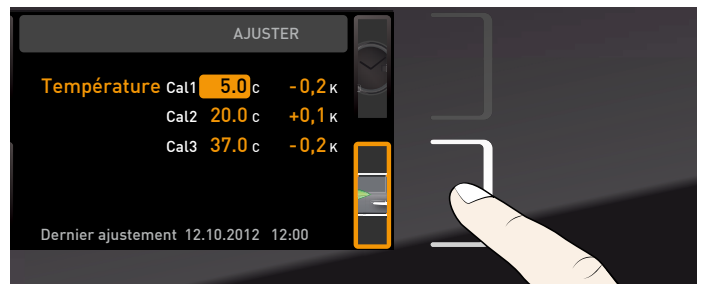 AJUSTER
Température Cal1 5.0 c -0,2 K
Cal2 20.0 c +0,1 K
Cal3 37.0 c -0,2 K
Dernier ajustement 12.10.2012 12:00